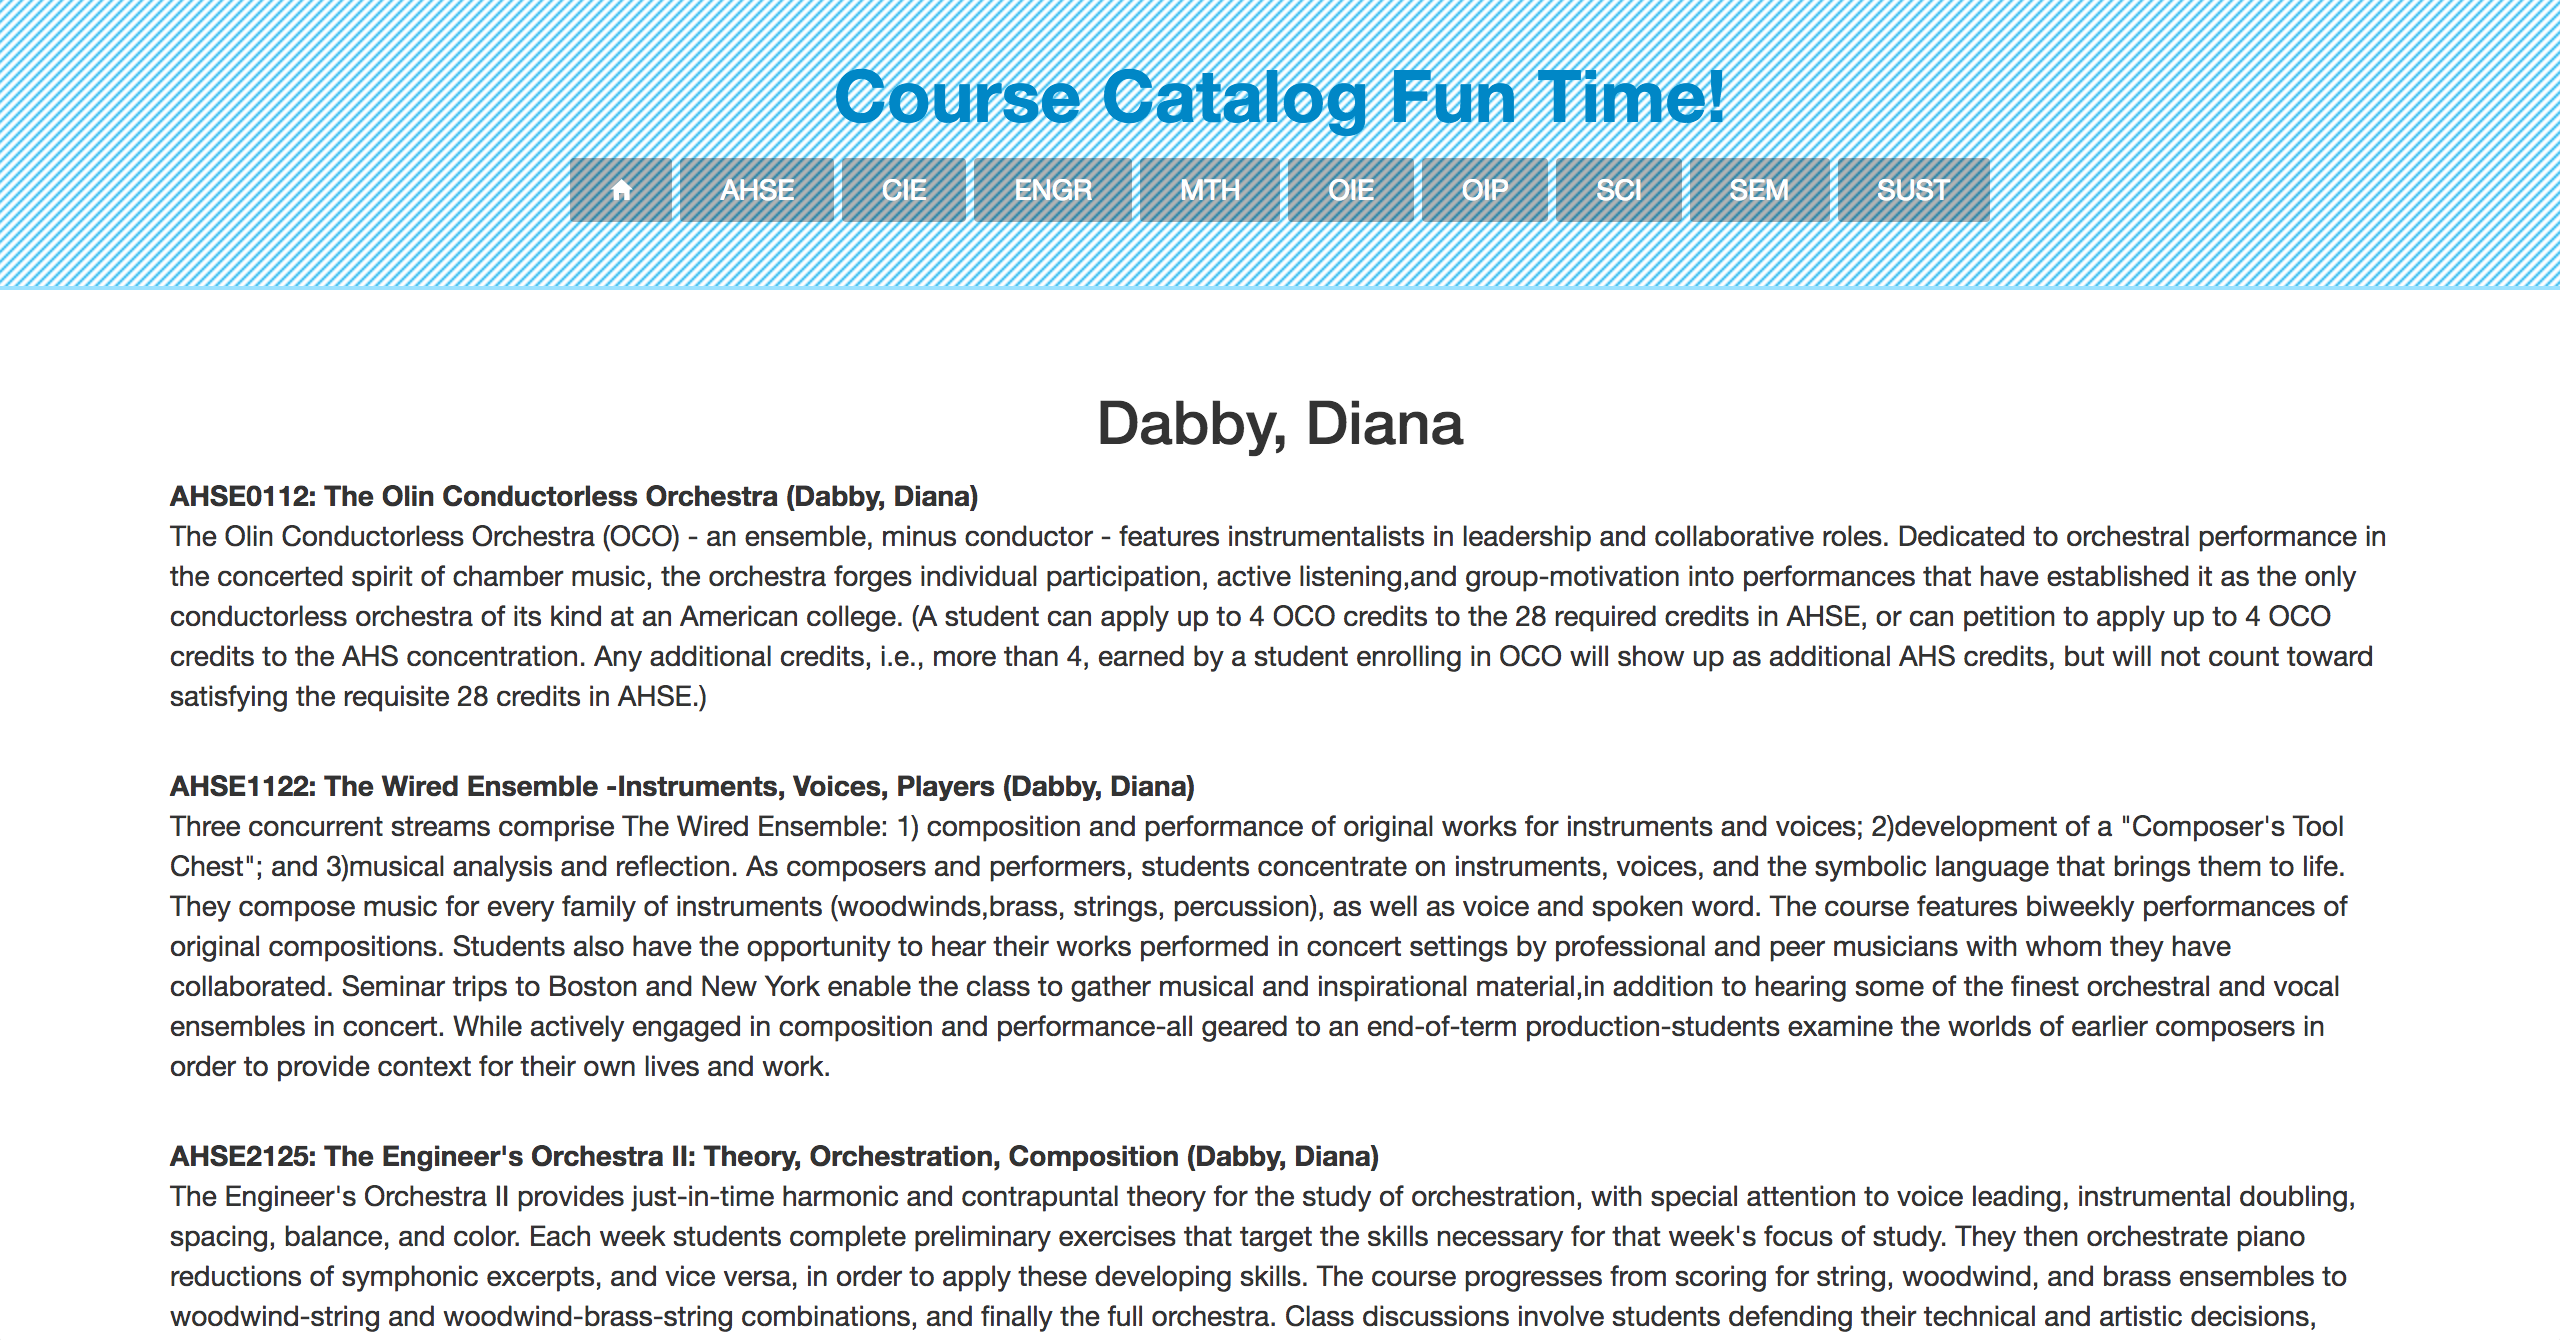 Course Catalog Fun Time!
AHSE CIE ENGR MTH OIE OIP SCI SEM SUST
Dabby, Diana
AHSE0112: The Olin Conductorless Orchestra (Dabby, Diana)
The Olin Conductorless Orchestra (OCO) - an ensemble, minus conductor - features instrumentalists in leadership and collaborative roles. Dedicated to orchestral performance in
the concerted spirit of chamber music, the orchestra forges individual participation, active listening,and group-motivation into performances that have established it as the only
conductorless orchestra of its kind at an American college. (A student can apply up to 4 OCO credits to the 28 required credits in AHSE, or can petition to apply up to 4 OCO
credits to the AHS concentration. Any additional credits, i.e., more than 4, earned by a student enrolling in OCO will show up as additional AHS credits, but will not count toward
satisfying the requisite 28 credits in AHSE.)
AHSE1122: The Wired Ensemble -Instruments, Voices, Players (Dabby, Diana)
Three concurrent streams comprise The Wired Ensemble: 1) composition and performance of original works for instruments and voices; 2)development of a "Composer's Tool
Chest"; and 3)musical analysis and reflection. As composers and performers, students concentrate on instruments, voices, and the symbolic language that brings them to life.
They compose music for every family of instruments (woodwinds,brass, strings, percussion), as well as voice and spoken word. The course features biweekly performances of
original compositions. Students also have the opportunity to hear their works performed in concert settings by professional and peer musicians with whom they have
collaborated. Seminar trips to Boston and New York enable the class to gather musical and inspirational material,in addition to hearing some of the finest orchestral and vocal
ensembles in concert. While actively engaged in composition and performance-all geared to an end-of-term production-students examine the worlds of earlier composers in
order to provide context for their own lives and work.
AHSE2125: The Engineer's Orchestra II: Theory, Orchestration, Composition (Dabby, Diana)
The Engineer's Orchestra II provides just-in-time harmonic and contrapuntal theory for the study of orchestration, with special attention to voice leading, instrumental doubling,
spacing, balance, and color. Each week students complete preliminary exercises that target the skills necessary for that week's focus of study. They then orchestrate piano
reductions of symphonic excerpts, and vice versa, in order to apply these developing skills. The course progresses from scoring for string, woodwind, and brass ensembles to
woodwind-string and woodwind-brass-string combinations, and finally the full orchestra. Class discussions involve students defending their technical and artistic decisions,